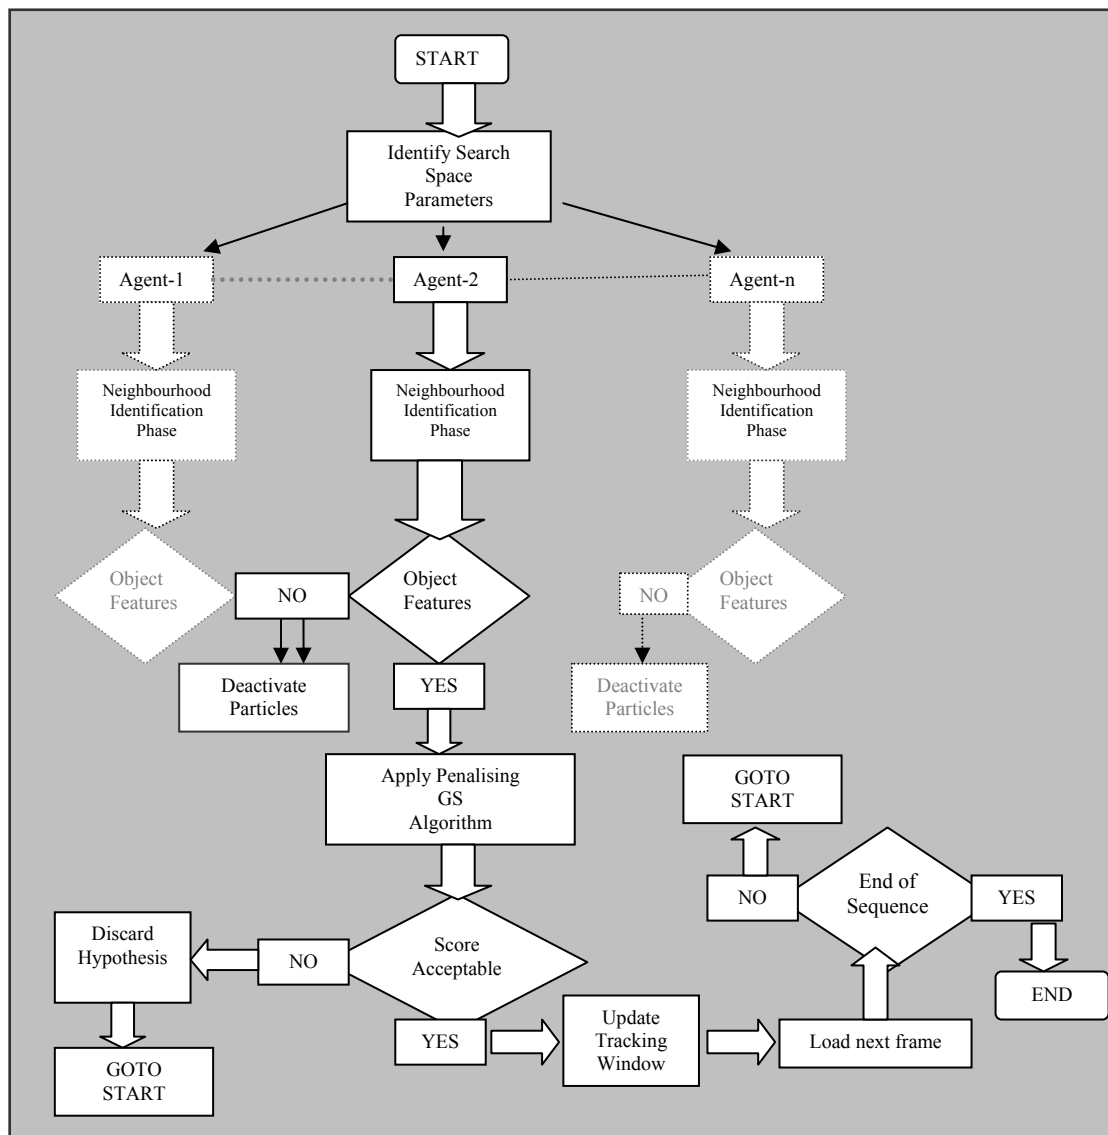 START
Identify Search
Space
Parameters
Agent-1
Agent-2
Agent-n
Neighbourhood
Identification
Phase
Neighbourhood
Identification
Phase
Neighbourhood
Identification
Phase
Object
Features
NO
Object
Features
NO
Object
Features
Deactivate
Particles
YES
Deactivate
Particles
Apply Penalising
GS
Algorithm
GOTO
START
NO
End of
Sequence
YES
Discard
Hypothesis
NO
Score
Acceptable
END
YES
Update
Tracking
Window
Load next frame
GOTO
START